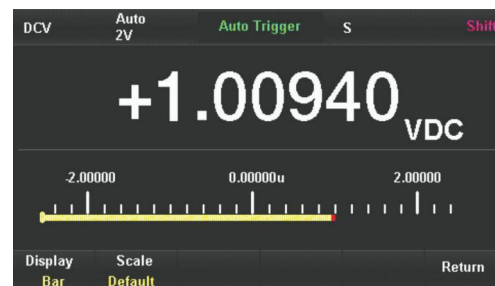 DCV Auto 2V Auto Trigger S Shift
+1.00940 VDC
-2.00000 0.00000u 2.00000
Display Bar Scale Default Return